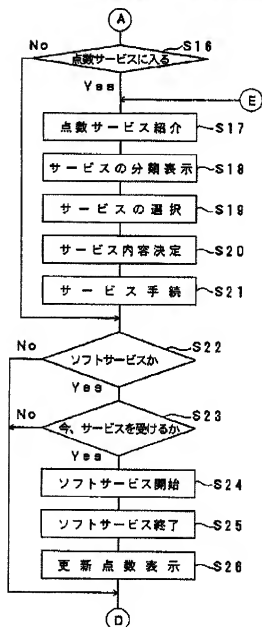 A
No
点数サービスに入る
S16
Yes
E
点数サービス紹介
S17
サービスの分類表示
S18
サービスの選択
S19
サービス内容決定
S20
サービス手続
S21
No
ソフトサービスか
S22
Yes
No
今、サービスを受けるか
S23
Yes
ソフトサービス開始
S24
ソフトサービス終了
S25
更新点数表示
S26
D